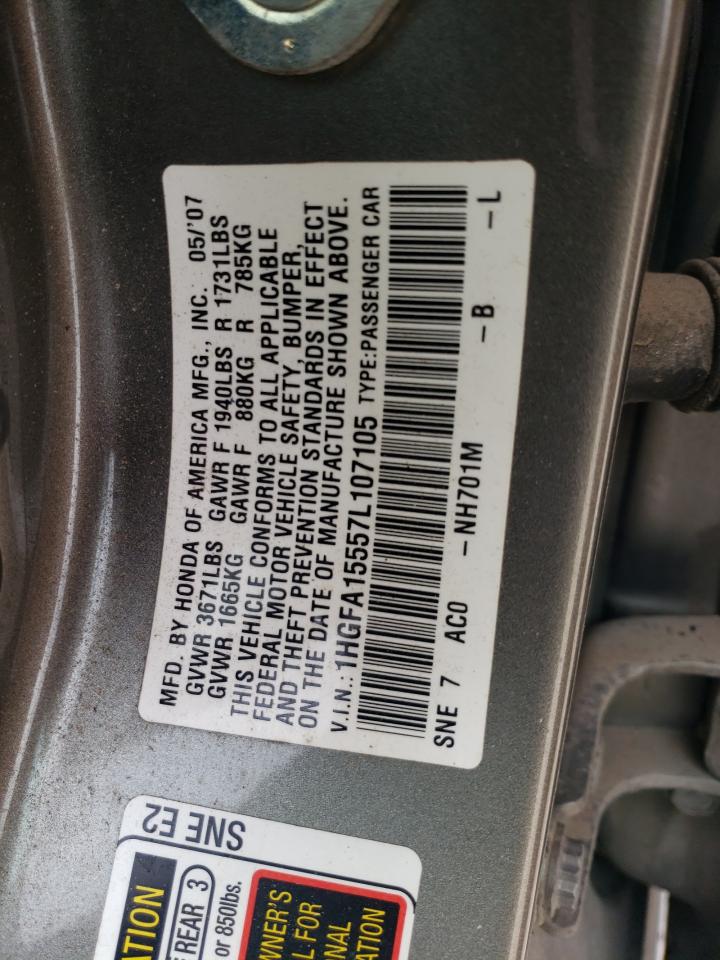 MFD. BY HONDA OF AMERICA MFG., INC. 05/'07
GVWR 3671LBS GAWR F 1940LBS R 1731LBS
GVWR 1665KG GAWR F 880KG R 785KG
THIS VEHICLE CONFORMS TO ALL APPLICABLE
FEDERAL MOTOR VEHICLE SAFETY, BUMPER,
AND THEFT PREVENTION STANDARDS IN EFFECT
ON THE DATE OF MANUFACTURE SHOWN ABOVE.
V.I.N.: 1HGFA15557L107105 TYPE:PASSENGER CAR
SNE 7 AC0 -NH701M -B -L
SNE E2
ATION
REAR 3
or 850lbs.
WNER'S
L FOR
NAL
ATION